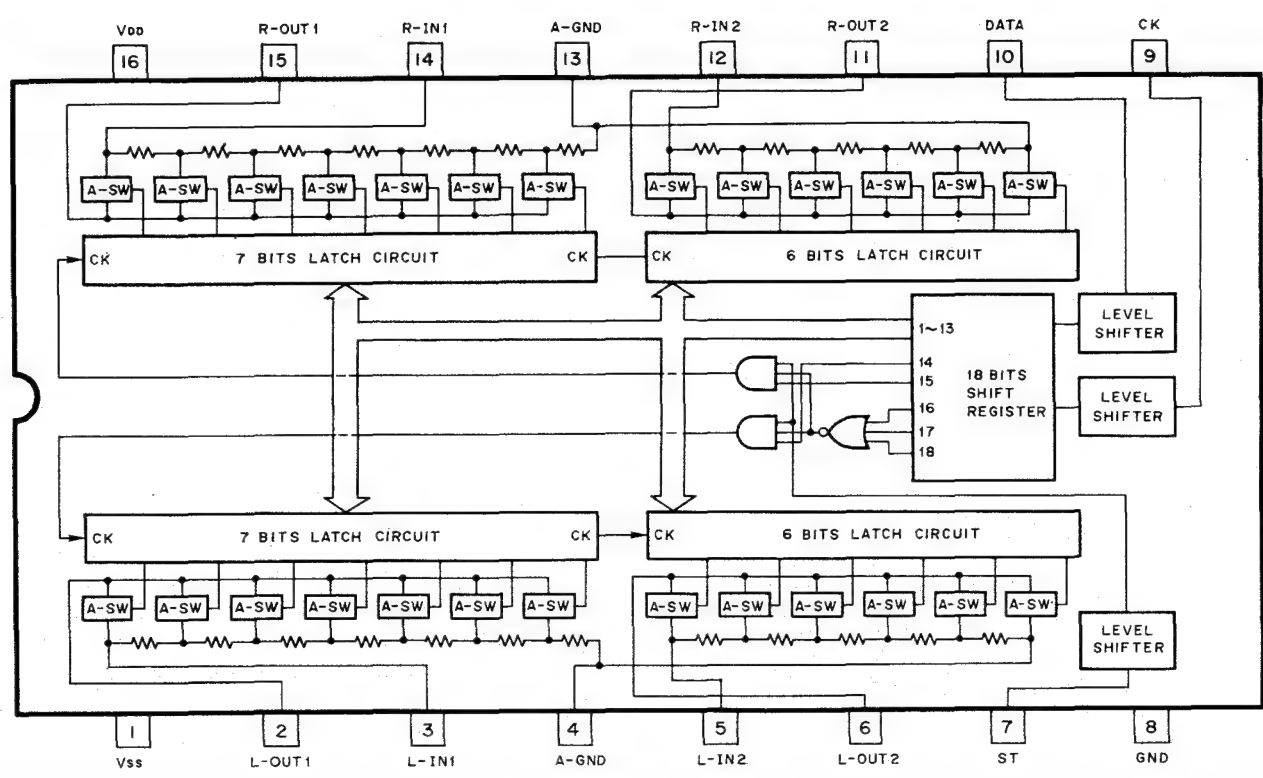 VDD R-OUT1 R-IN1 A-GND R-IN2 R-OUT2 DATA CK
16 15 14 13 12 11 10 9
A-SW A-SW A-SW A-SW A-SW A-SW A-SW A-SW A-SW A-SW A-SW A-SW A-SW
CK 7 BITS LATCH CIRCUIT CK CK 6 BITS LATCH CIRCUIT
1~13
14
15
16
17
18
18 BITS
SHIFT
REGISTER
LEVEL
SHIFTER
LEVEL
SHIFTER
CK 7 BITS LATCH CIRCUIT CK CK 6 BITS LATCH CIRCUIT
A-SW A-SW A-SW A-SW A-SW A-SW A-SW A-SW A-SW A-SW A-SW A-SW A-SW
LEVEL
SHIFTER
1 2 3 4 5 6 7 8
VSS L-OUT1 L-IN1 A-GND L-IN2 L-OUT2 ST GND